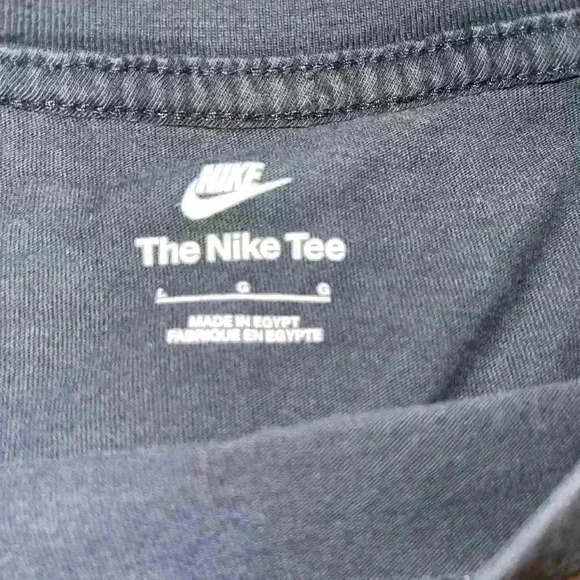 NIKE
The Nike Tee
L G G
MADE IN EGYPT
FABRIQUE EN EGYPTE